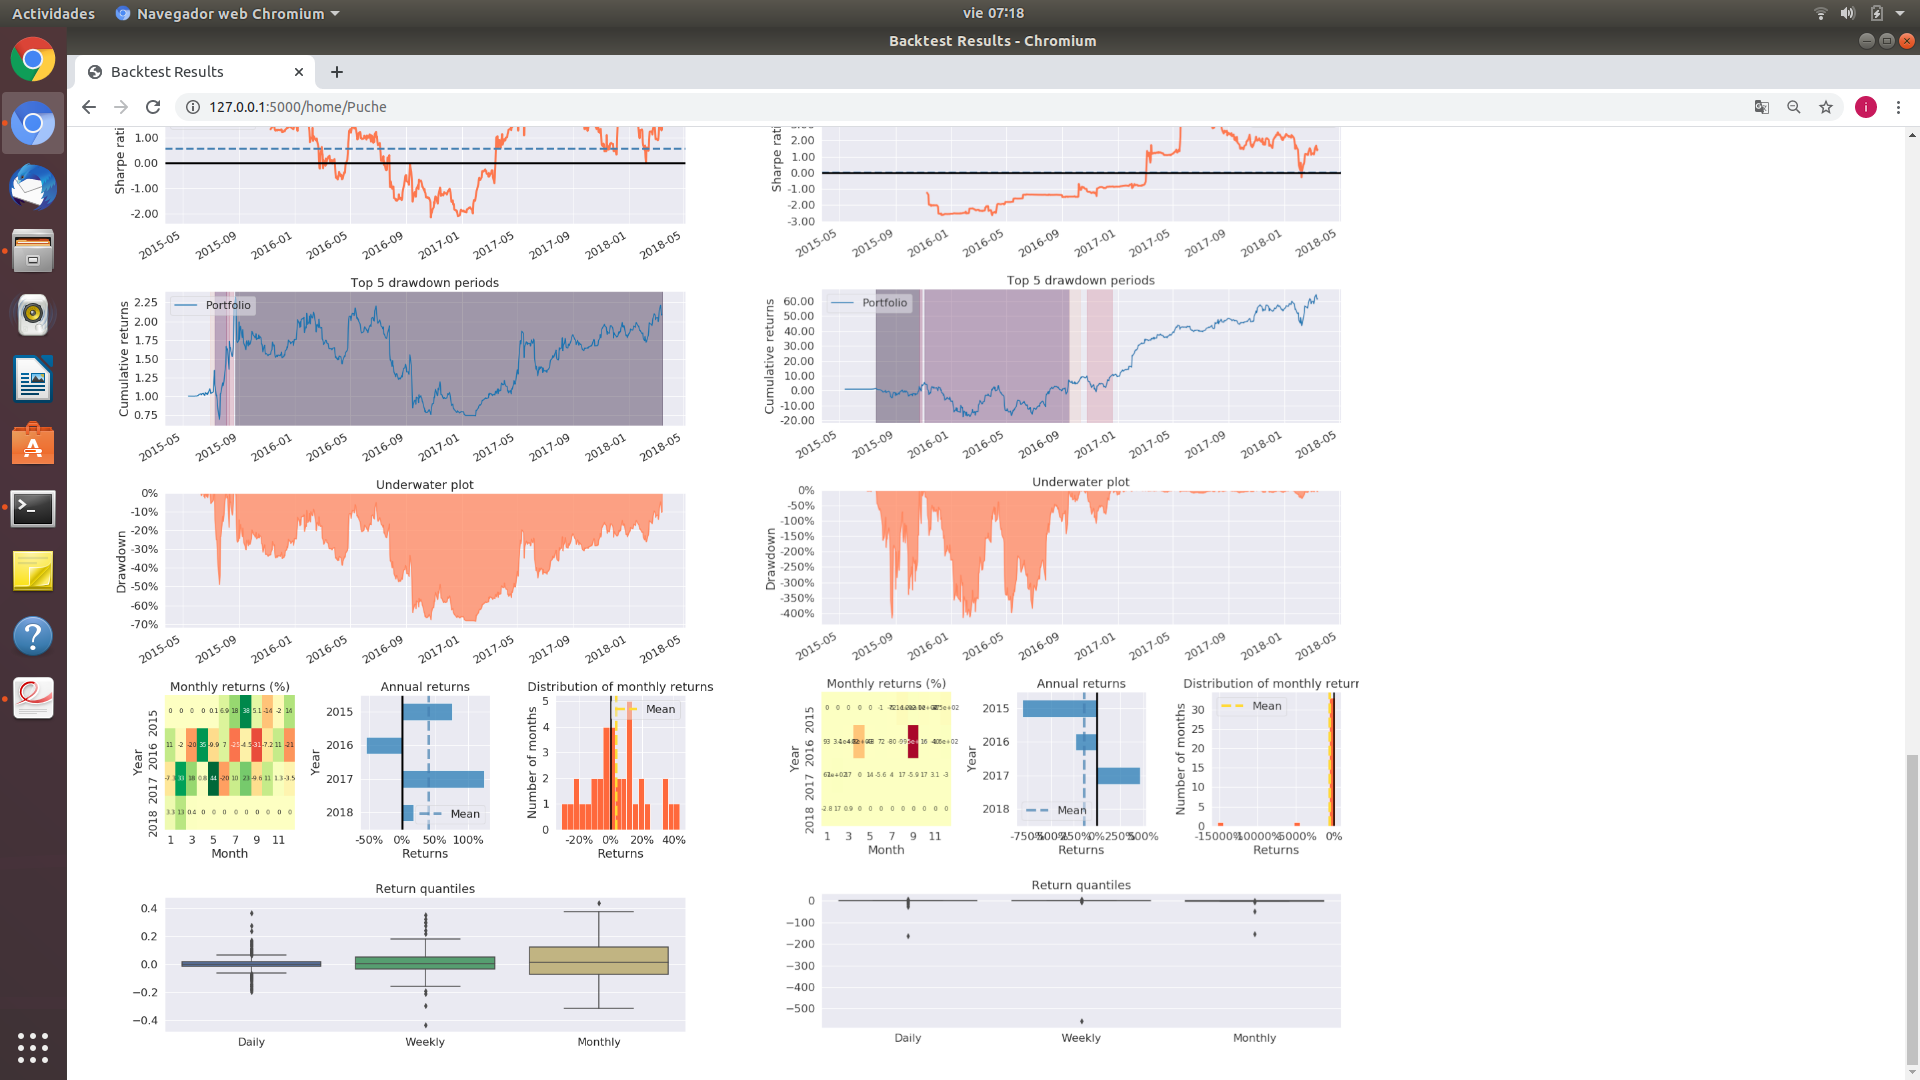 Actividades
Navegador web Chromium
vie 07:18
Backtest Results - Chromium
Backtest Results
127.0.0.1:5000/home/Puche
i
Sharpe rati
1.00
0.00
-1.00
-2.00
2015-05
2015-09
2016-01
2016-05
2016-09
2017-01
2017-05
2017-09
2018-01
2018-05
Top 5 drawdown periods
Portfolio
Cumulative returns
2.25
2.00
1.75
1.50
1.25
1.00
0.75
2015-05
2015-09
2016-01
2016-05
2016-09
2017-01
2017-05
2017-09
2018-01
2018-05
Underwater plot
Drawdown
0%
-10%
-20%
-30%
-40%
-50%
-60%
-70%
2015-05
2015-09
2016-01
2016-05
2016-09
2017-01
2017-05
2017-09
2018-01
2018-05
Monthly returns (%)
Year
2015
2016
2017
2018
1 3 5 7 9 11
Month
Annual returns
Year
2015
2016
2017
2018
Mean
-50% 0% 50% 100%
Returns
Distribution of monthly returns
Number of months
5
4
3
2
1
0
Mean
-20% 0% 20% 40%
Returns
Return quantiles
0.4
0.2
0.0
-0.2
-0.4
Daily
Weekly
Monthly
Sharpe rati
2.00
1.00
0.00
-1.00
-2.00
-3.00
2015-05
2015-09
2016-01
2016-05
2016-09
2017-01
2017-05
2017-09
2018-01
2018-05
Top 5 drawdown periods
Portfolio
Cumulative returns
60.00
50.00
40.00
30.00
20.00
10.00
0.00
-10.00
-20.00
2015-05
2015-09
2016-01
2016-05
2016-09
2017-01
2017-05
2017-09
2018-01
2018-05
Underwater plot
Drawdown
0%
-50%
-100%
-150%
-200%
-250%
-300%
-350%
-400%
2015-05
2015-09
2016-01
2016-05
2016-09
2017-01
2017-05
2017-09
2018-01
2018-05
Monthly returns (%)
Year
2015
2016
2017
2018
1 3 5 7 9 11
Month
Annual returns
Year
2015
2016
2017
2018
Mean
Returns
Distribution of monthly returr
Number of months
30
25
20
15
10
5
0
Mean
0%
Returns
Return quantiles
0
-100
-200
-300
-400
-500
Daily
Weekly
Monthly